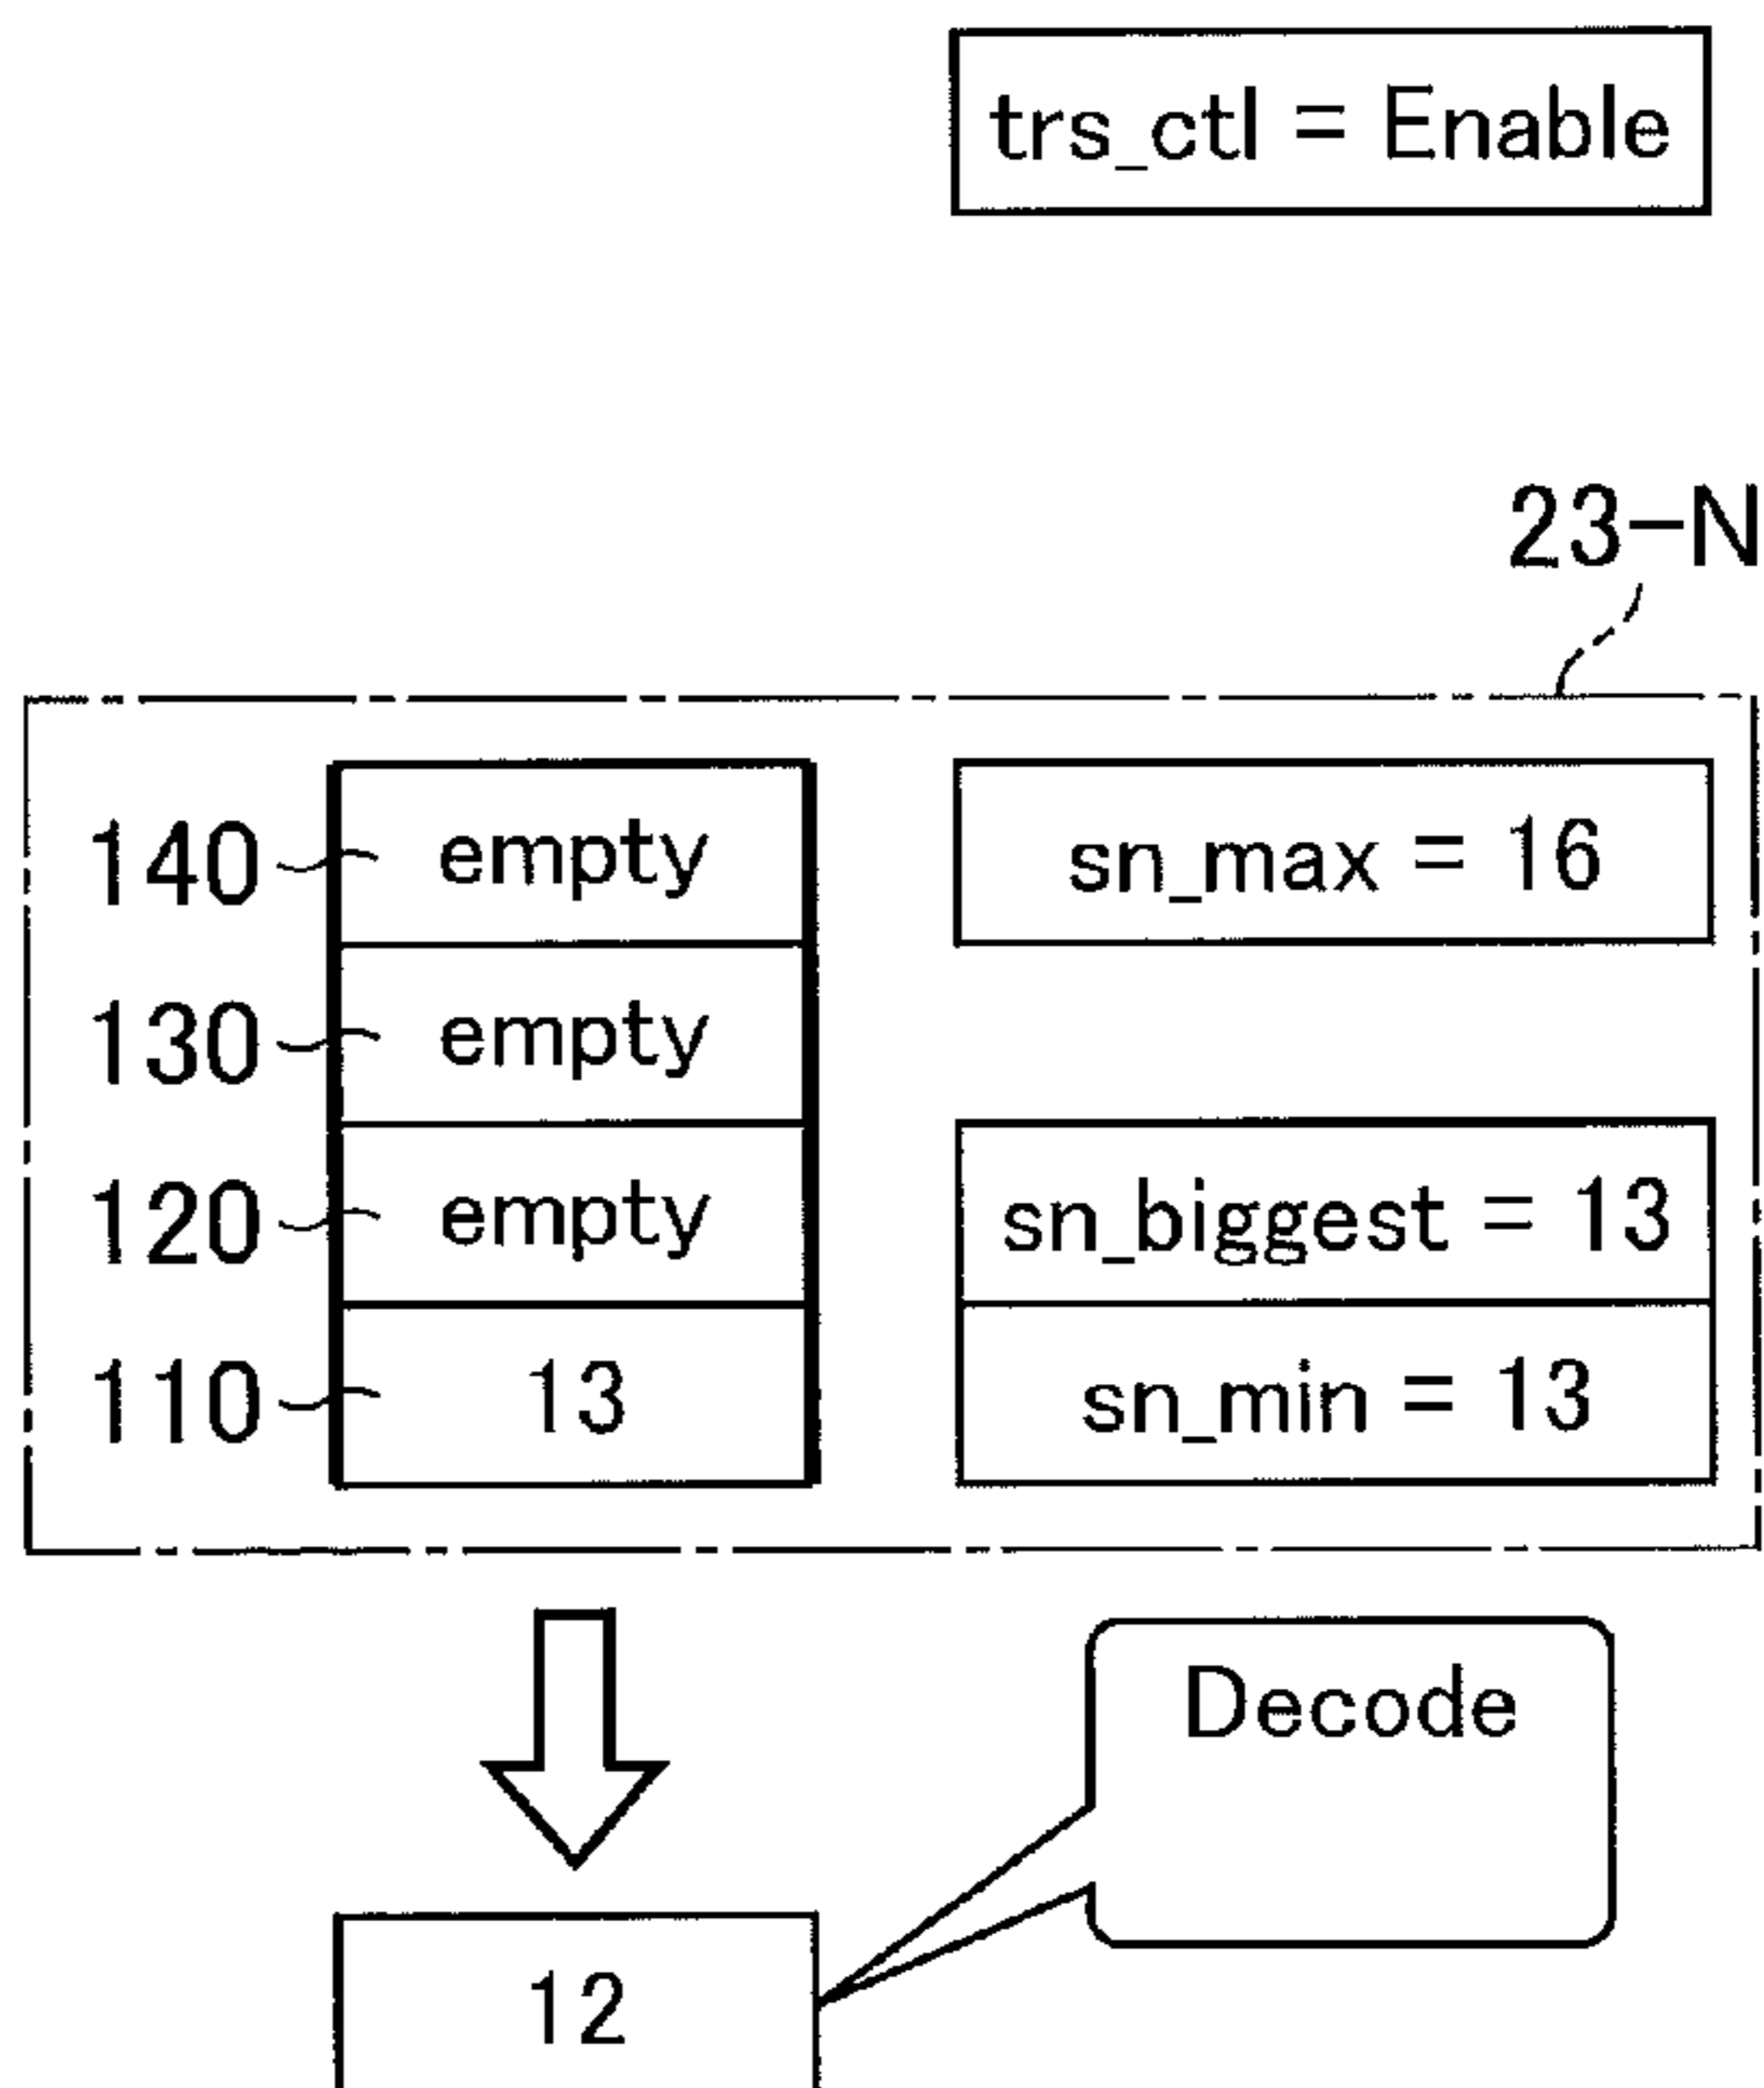 trs_ctl = Enable
23-N
140 empty sn_max = 16
130 empty
120 empty sn_biggest = 13
110 13 sn_min = 13
Decode
12